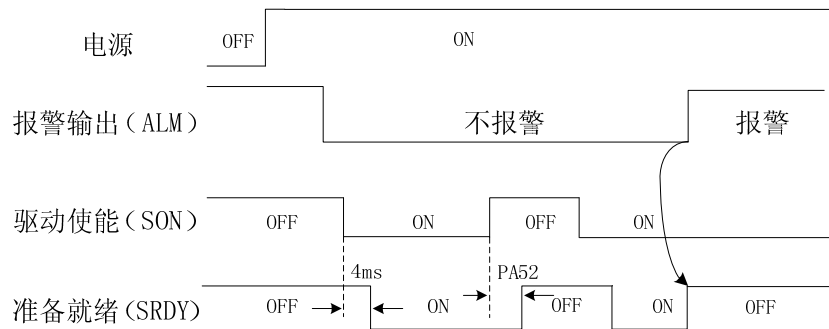 电源 OFF ON
报警输出(ALM) 不报警 报警
驱动使能(SON) OFF ON OFF ON
4ms PA52
准备就绪(SRDY) OFF ON OFF ON OFF